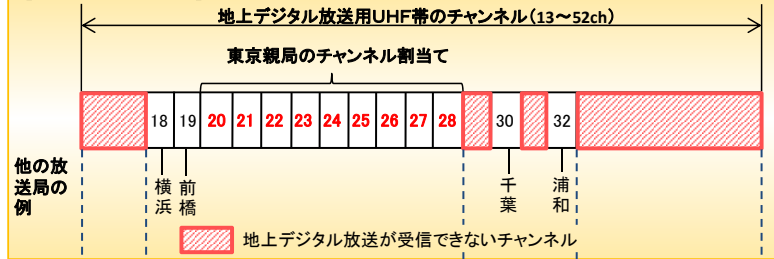 地上デジタル放送用UHF帯のチャンネル(13～52ch)
東京親局のチャンネル割当て
18 19 20 21 22 23 24 25 26 27 28 30 32
他の放
送局の
例
横浜
前橋
千葉
浦和
地上デジタル放送が受信できないチャンネル